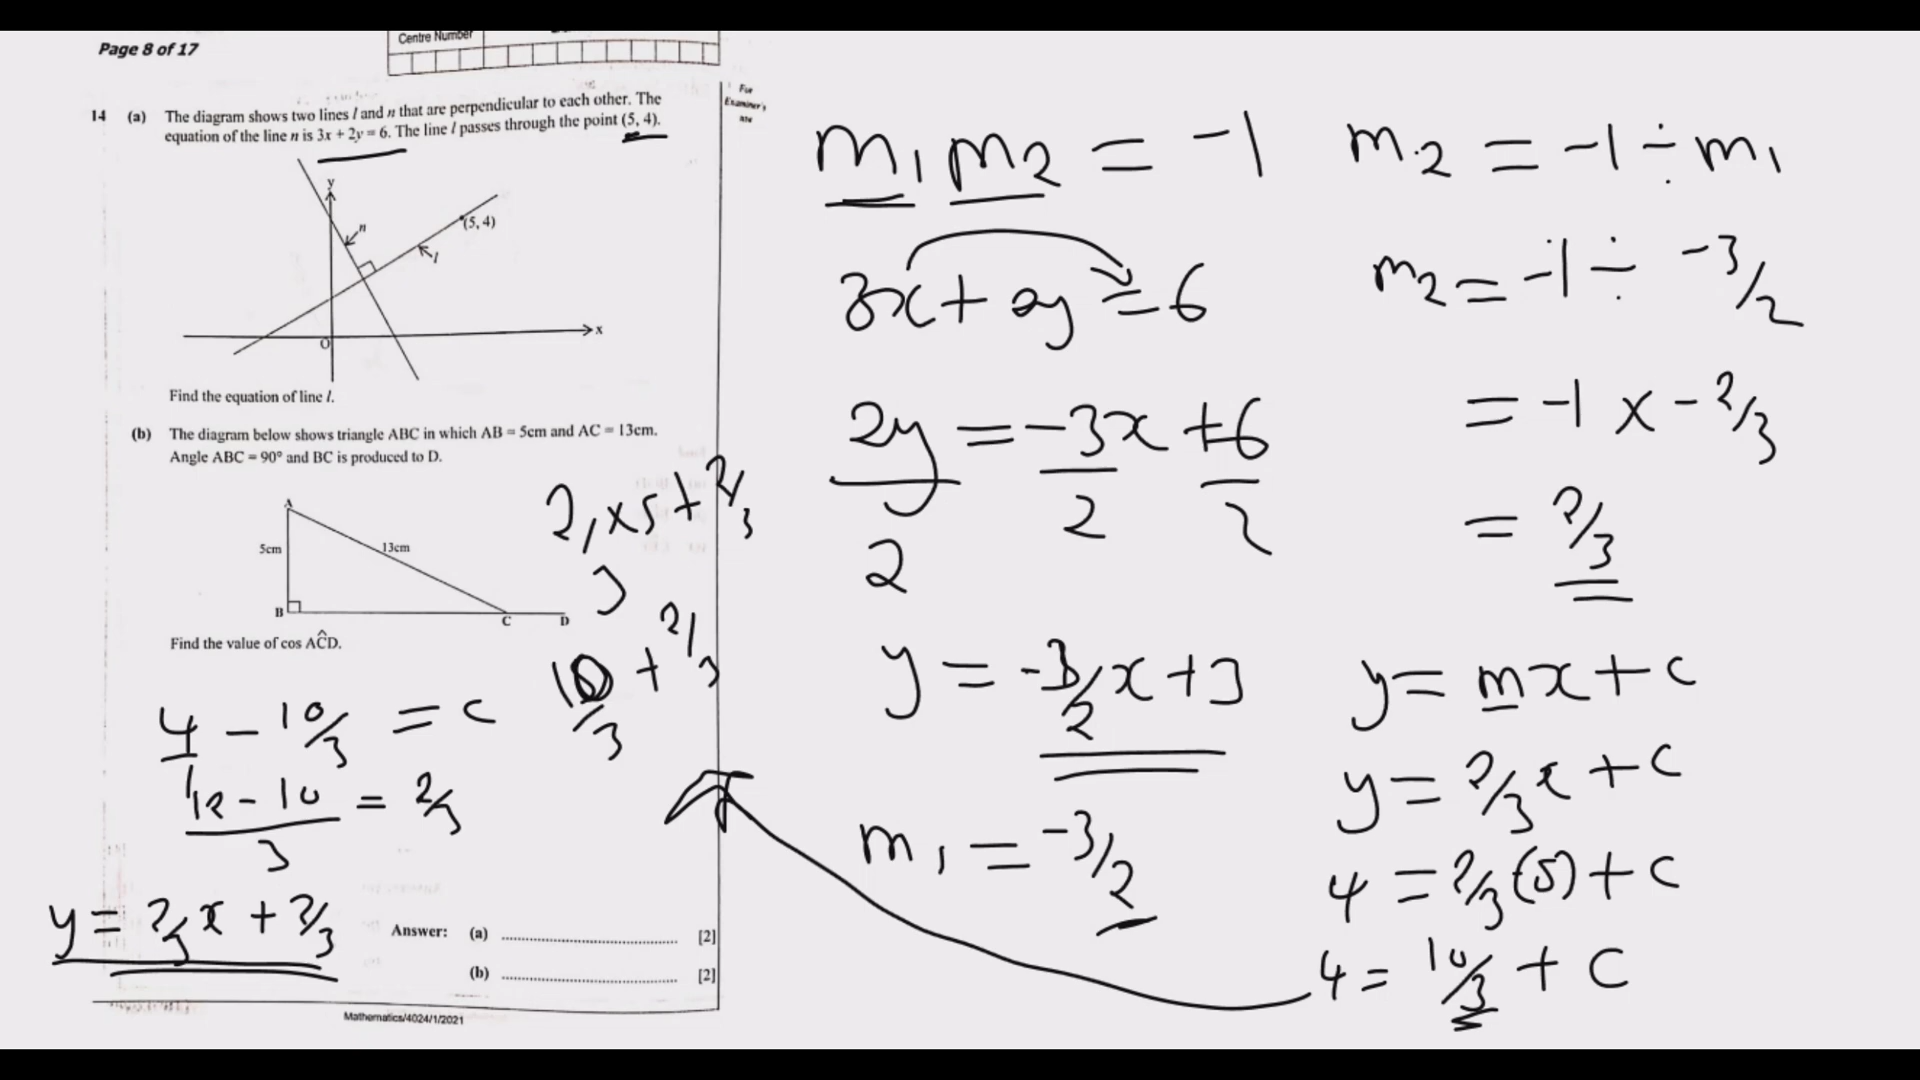 Page 8 of 17
Centre Number
For
Examiner's
use
14 (a) The diagram shows two lines l and n that are perpendicular to each other. The
equation of the line n is 3x + 2y = 6. The line l passes through the point (5, 4).
y
n
(5, 4)
l
O
x
Find the equation of line l.
(b) The diagram below shows triangle ABC in which AB = 5cm and AC = 13cm.
Angle ABC = 90° and BC is produced to D.
A
5cm
13cm
B
C
D
Find the value of cos AĈD.
Answer: (a) ........................................ [2]
(b) ........................................ [2]
Mathematics/4024/1/2021
m₁m₂ = -1
3x + 2y = 6
2y = -3x + 6
2 2 2
y = -3/2x + 3
m₁ = -3/2
m₂ = -1 ÷ m₁
m₂ = -1 ÷ -3/2
= -1 x -2/3
= 2/3
y = mx + c
y = 2/3x + c
4 = 2/3(5) + c
4 = 10/3 + c
4 - 10/3 = c
12 - 10 = 2/3
3
y = 2/3x + 2/3
2 x5 + 2/3
3
10/3 + 2/3